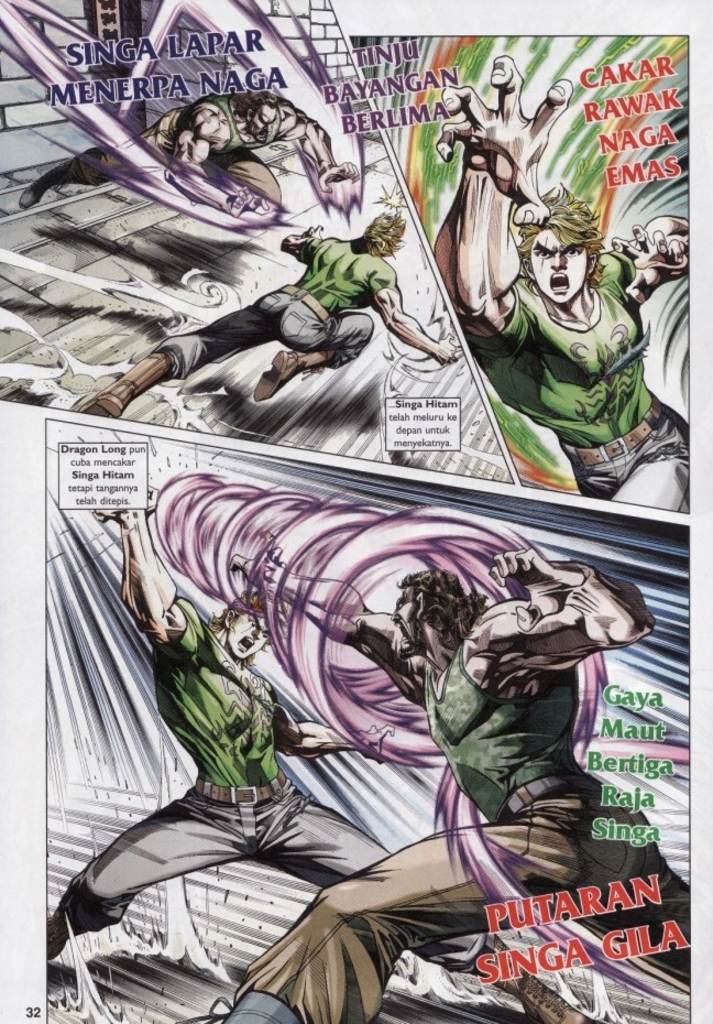 SINGA LAPAR
MENERPA NAGA
TINJU
BAYANGAN
BERLIMA
CAKAR
RAWAK
NAGA
EMAS
...Singa Hitam
telah meluru ke
depan untuk
menyekatnya.
Dragon Long pun
cuba mencakar
Singa Hitam
tetapi tangannya
telah ditepis.
Gaya
Maut
Bertiga
Raja
Singa
PUTARAN
SINGA GILA
32